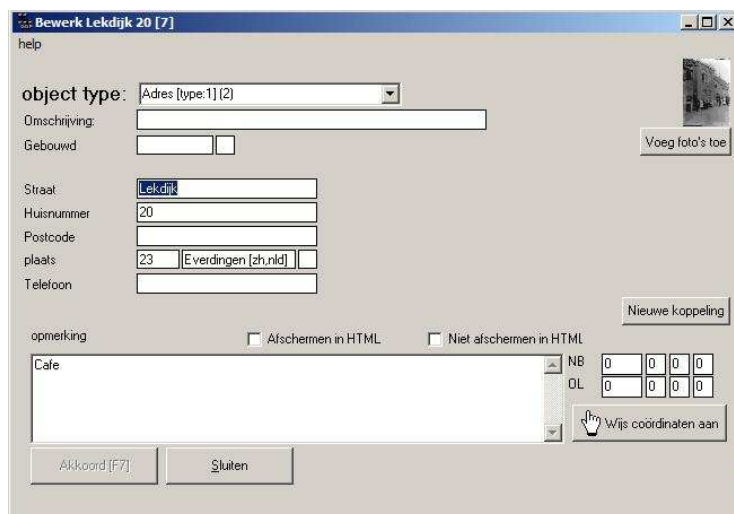 Bewerk Lekdijk 20 [7]
help
object type: Adres [type:1] (2)
Omschrijving:
Gebouwd
Voeg foto's toe
Straat Lekdijk
Huisnummer 20
Postcode
plaats 23 Everdingen [zh,nld]
Telefoon
Nieuwe koppeling
opmerking Afschermen in HTML Niet afschermen in HTML
Cafe
NB 0 0 0 0
OL 0 0 0 0
Wijs coördinaten aan
Akkoord [F7] Sluiten